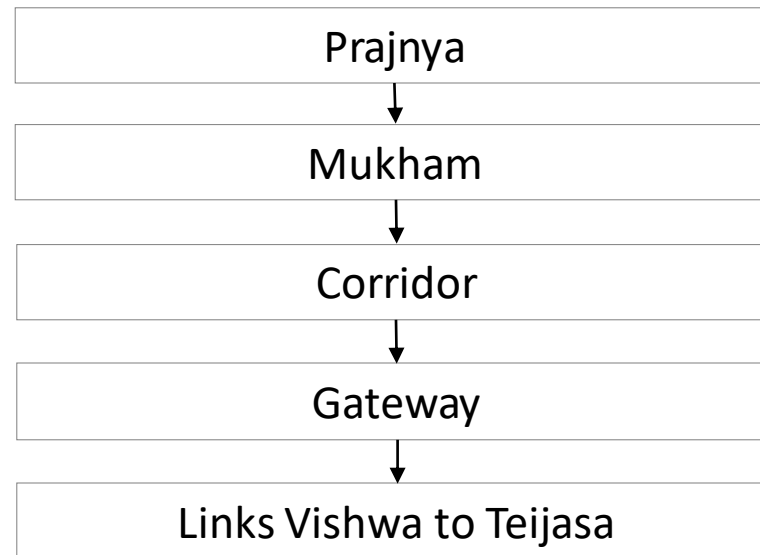 Prajnya
Mukham
Corridor
Gateway
Links Vishwa to Teijasa